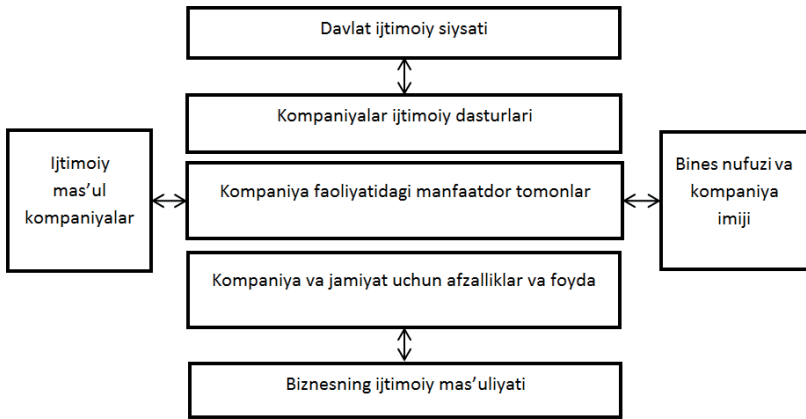 Davlat ijtimoiy siysati
Kompaniyalar ijtimoiy dasturlari
Ijtimoiy
mas’ul
kompaniyalar
Kompaniya faoliyatidagi manfaatdor tomonlar
Bines nufuzi va
kompaniya
imiji
Kompaniya va jamiyat uchun afzalliklar va foyda
Biznesning ijtimoiy mas’uliyati